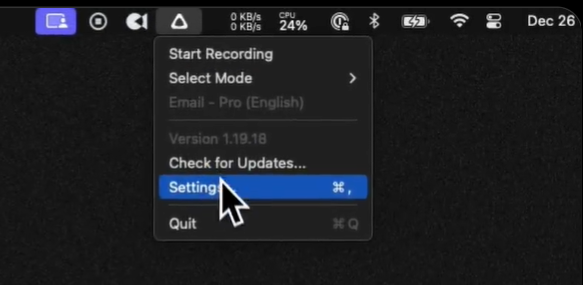 0 KB/s
0 KB/s
CPU
24%
Dec 26
Start Recording
Select Mode
Email - Pro (English)
Version 1.19.18
Check for Updates...
Setting
⌘ ,
Quit
⌘ Q